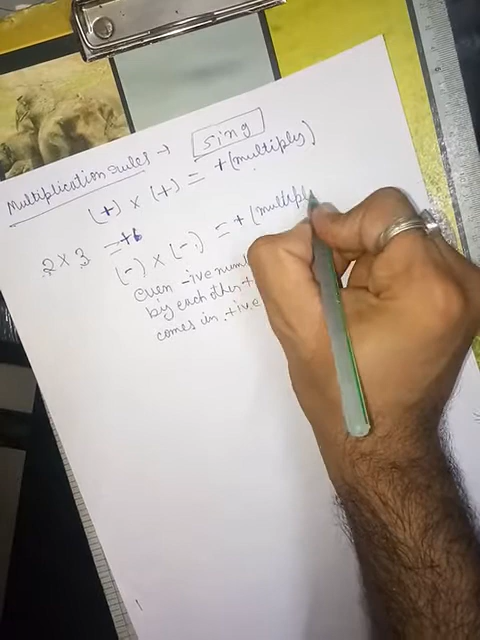 Multiplication rules → sing
(+) × (+) = + (multiply)
2 × 3 = +6
(-) × (-) = + (multipl
even -ive num
by each other
comes in +ive